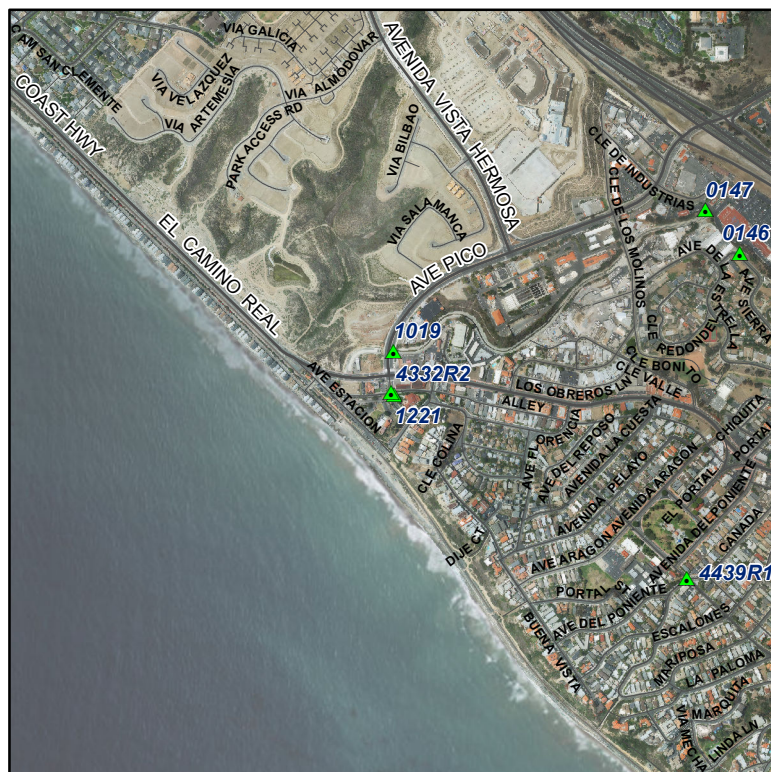 VIA GALICIA
AVENIDA VISTA HERMOSA
CAM SAN CLEMENTE
VIA VELAZQUEZ
VIA ARTEMESIA
VIA ALMODOVAR
COAST HWY
PARK ACCESS RD
VIA BILBAO
CLE DE INDUSTRIAS
0147
CLE DE LOS MOLINOS
VIA SALAMANCA
EL CAMINO REAL
AVE PICO
0146
AVE DE LA ESTRELLA
AVE SIERRA
CLE REDONDEL
1019
CLE BONITO
4332R2
CLE VALLE
AVE ESTACION
LOS OBREROS LN
ALLEY
1221
CLE COLINA
AVE FLORENCIA
AVE DEL REPOSO
AVENIDA LA CUESTA
CHIQUITA
PORTAL
AVENIDA PELAYO
AVENIDA ARAGON
EL PORTAL
AVENIDA DEL PONIENTE
CANADA
DIJE CT
AVE ARAGON
4439R1
PORTAL ST
AVE DEL PONIENTE
BUENA VISTA
ESCALONES
MARIPOSA
LA PALOMA
MARQUITA
VIA MECHA
LINDA LN